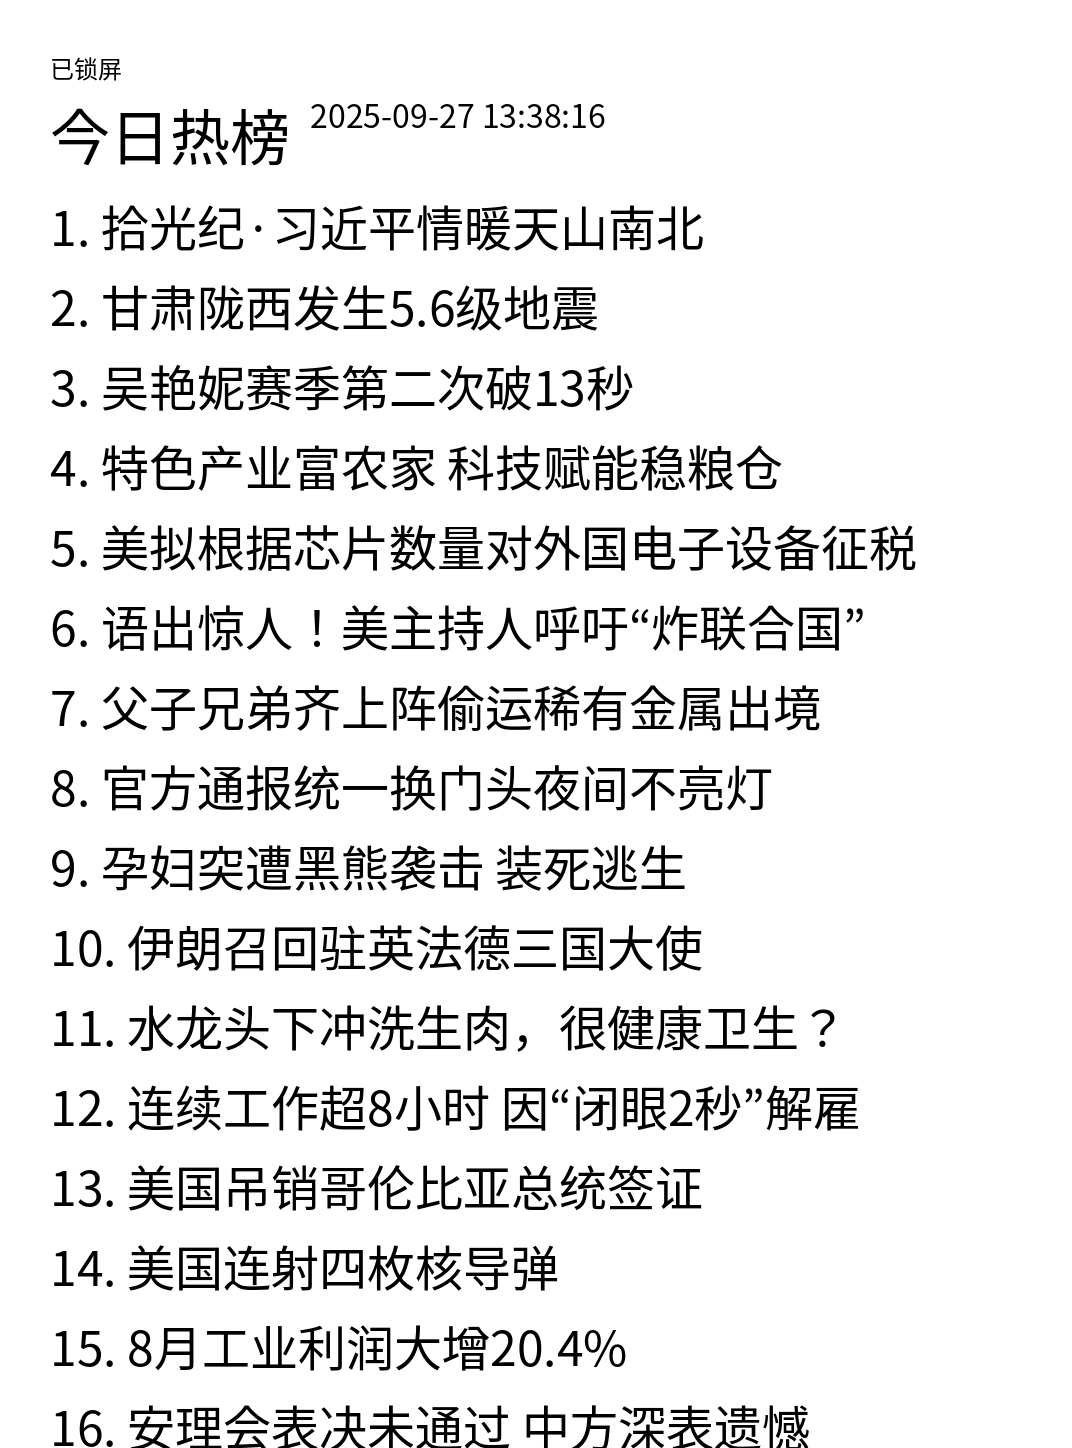 已锁屏
今日热榜 2025-09-27 13:38:16
1. 拾光纪·习近平情暖天山南北
2. 甘肃陇西发生5.6级地震
3. 吴艳妮赛季第二次破13秒
4. 特色产业富农家 科技赋能稳粮仓
5. 美拟根据芯片数量对外国电子设备征税
6. 语出惊人！美主持人呼吁“炸联合国”
7. 父子兄弟齐上阵偷运稀有金属出境
8. 官方通报统一换门头夜间不亮灯
9. 孕妇突遭黑熊袭击 装死逃生
10. 伊朗召回驻英法德三国大使
11. 水龙头下冲洗生肉，很健康卫生？
12. 连续工作超8小时 因“闭眼2秒”解雇
13. 美国吊销哥伦比亚总统签证
14. 美国连射四枚核导弹
15. 8月工业利润大增20.4%
16. 安理会表决未通过 中方深表遗憾